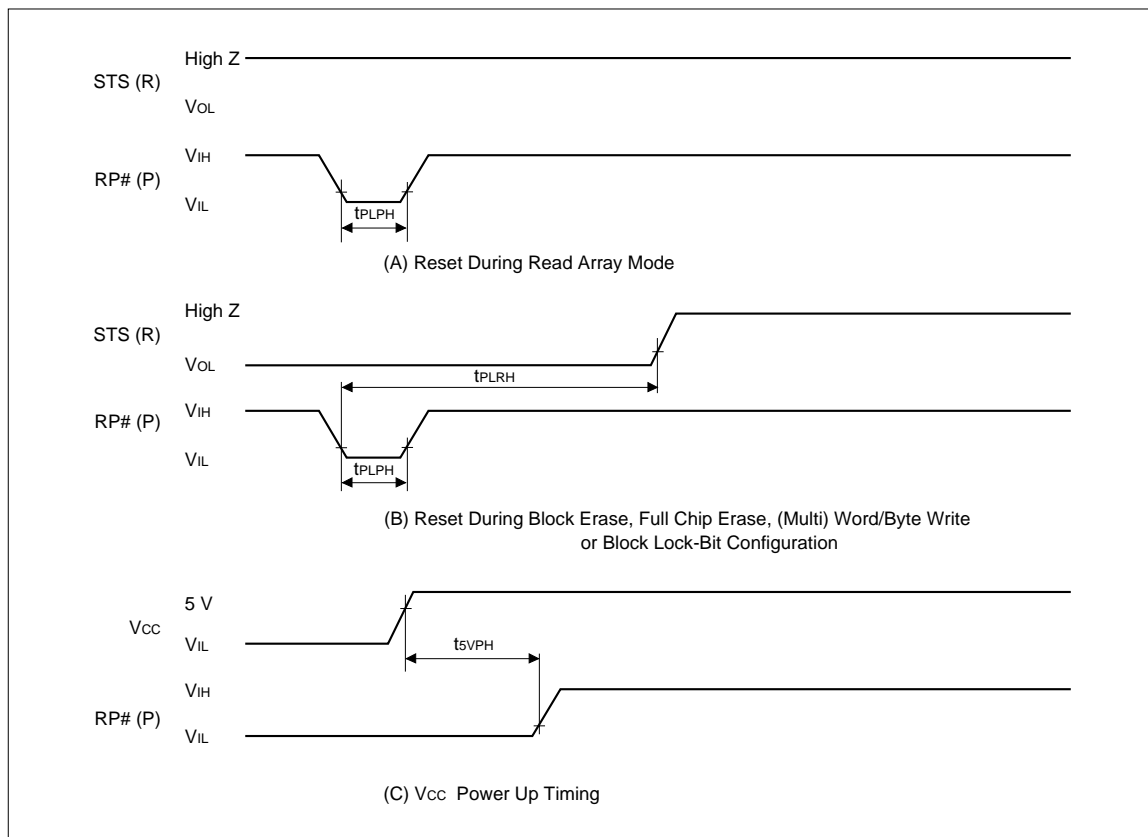 High Z
STS (R)
VOL
VIH
RP# (P)
VIL
tPLPH
(A) Reset During Read Array Mode
High Z
STS (R)
VOL
tPLRH
VIH
RP# (P)
VIL
tPLPH
(B) Reset During Block Erase, Full Chip Erase, (Multi) Word/Byte Write
or Block Lock-Bit Configuration
5 V
VCC
VIL
t5VPH
VIH
RP# (P)
VIL
(C) VCC Power Up Timing